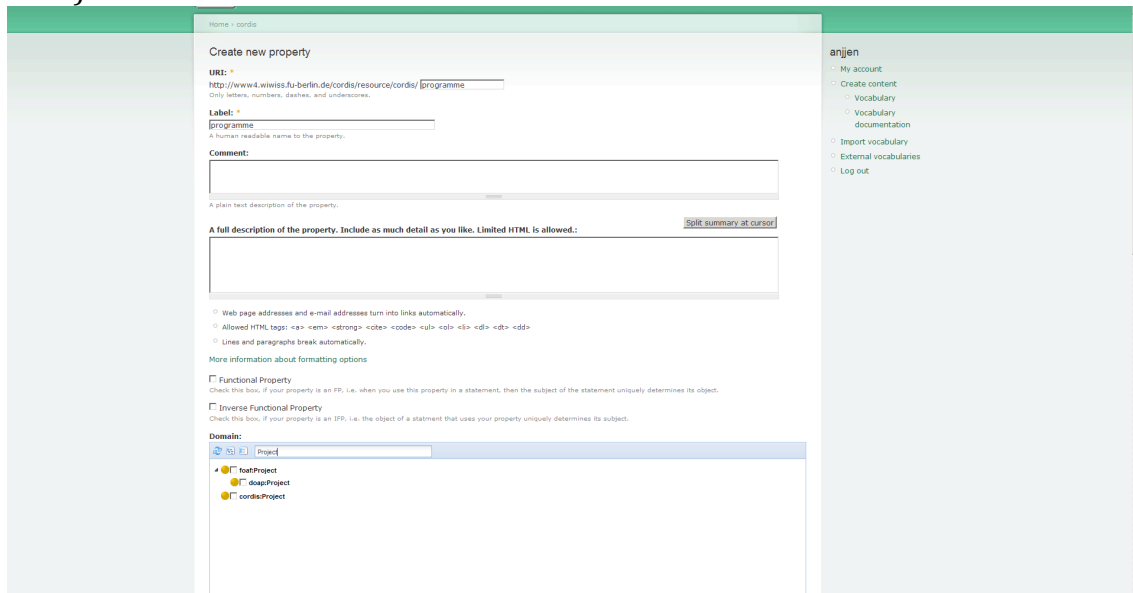 Home › cordis
Create new property
URI: *
http://www4.wiwiss.fu-berlin.de/cordis/resource/cordis/ programme
Only letters, numbers, dashes, and underscores.
Label: *
programme
A human readable name to the property.
Comment:
A plain text description of the property.
Split summary at cursor
A full description of the property. Include as much detail as you like. Limited HTML is allowed.:
Web page addresses and e-mail addresses turn into links automatically.
Allowed HTML tags: <a> <em> <strong> <cite> <code> <ul> <ol> <li> <dl> <dt> <dd>
Lines and paragraphs break automatically.
More information about formatting options
Functional Property
Check this box, if your property is an FP, i.e. when you use this property in a statement, then the subject of the statement uniquely determines its object.
Inverse Functional Property
Check this box, if your property is an IFP, i.e. the object of a statment that uses your property uniquely determines its subject.
Domain:
Project
foaf:Project
doap:Project
cordis:Project
anjjen
My account
Create content
Vocabulary
Vocabulary
documentation
Import vocabulary
External vocabularies
Log out